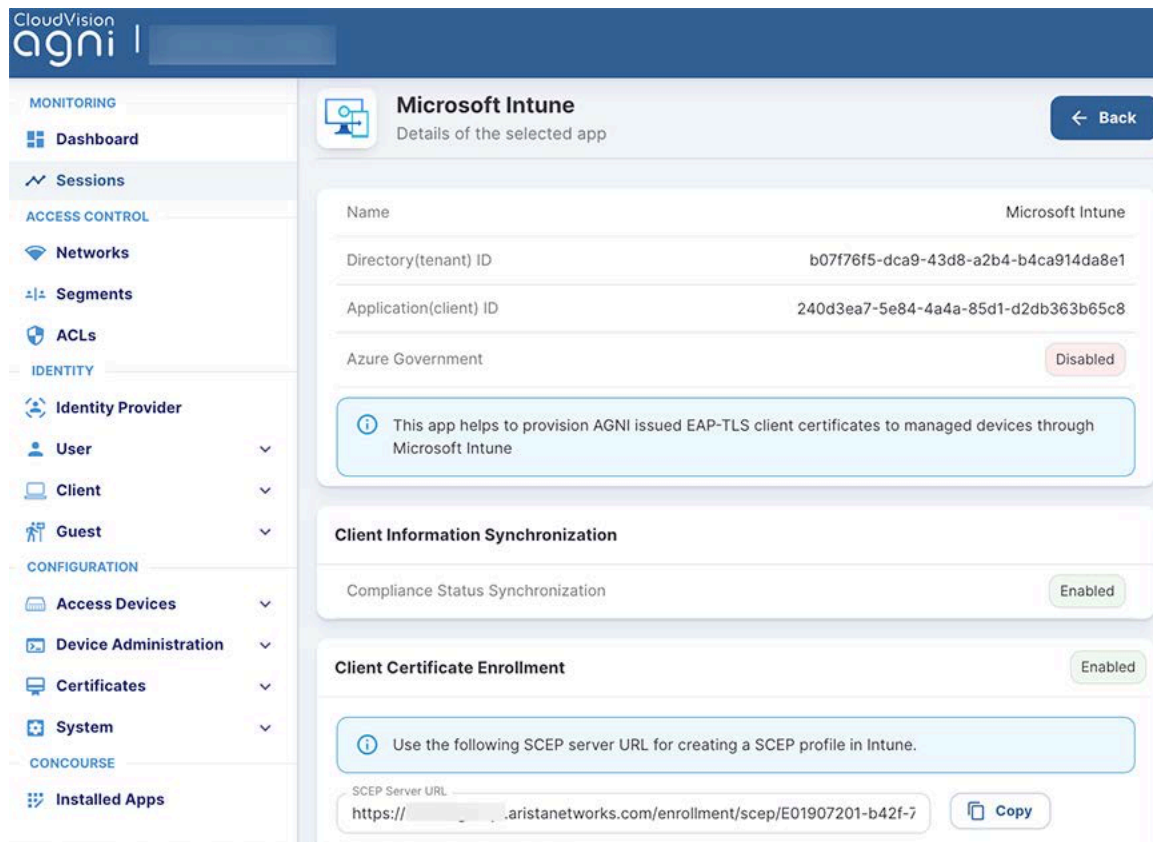 CloudVision
agni |
MONITORING
Dashboard
Sessions
ACCESS CONTROL
Networks
Segments
ACLs
IDENTITY
Identity Provider
User
Client
Guest
CONFIGURATION
Access Devices
Device Administration
Certificates
System
CONCOURSE
Installed Apps
Microsoft Intune
Details of the selected app
← Back
Name Microsoft Intune
Directory(tenant) ID b07f76f5-dca9-43d8-a2b4-b4ca914da8e1
Application(client) ID 240d3ea7-5e84-4a4a-85d1-d2db363b65c8
Azure Government Disabled
This app helps to provision AGNI issued EAP-TLS client certificates to managed devices through
Microsoft Intune
Client Information Synchronization
Compliance Status Synchronization Enabled
Client Certificate Enrollment Enabled
Use the following SCEP server URL for creating a SCEP profile in Intune.
SCEP Server URL
https:// .aristanetworks.com/enrollment/scep/E01907201-b42f-7
Copy